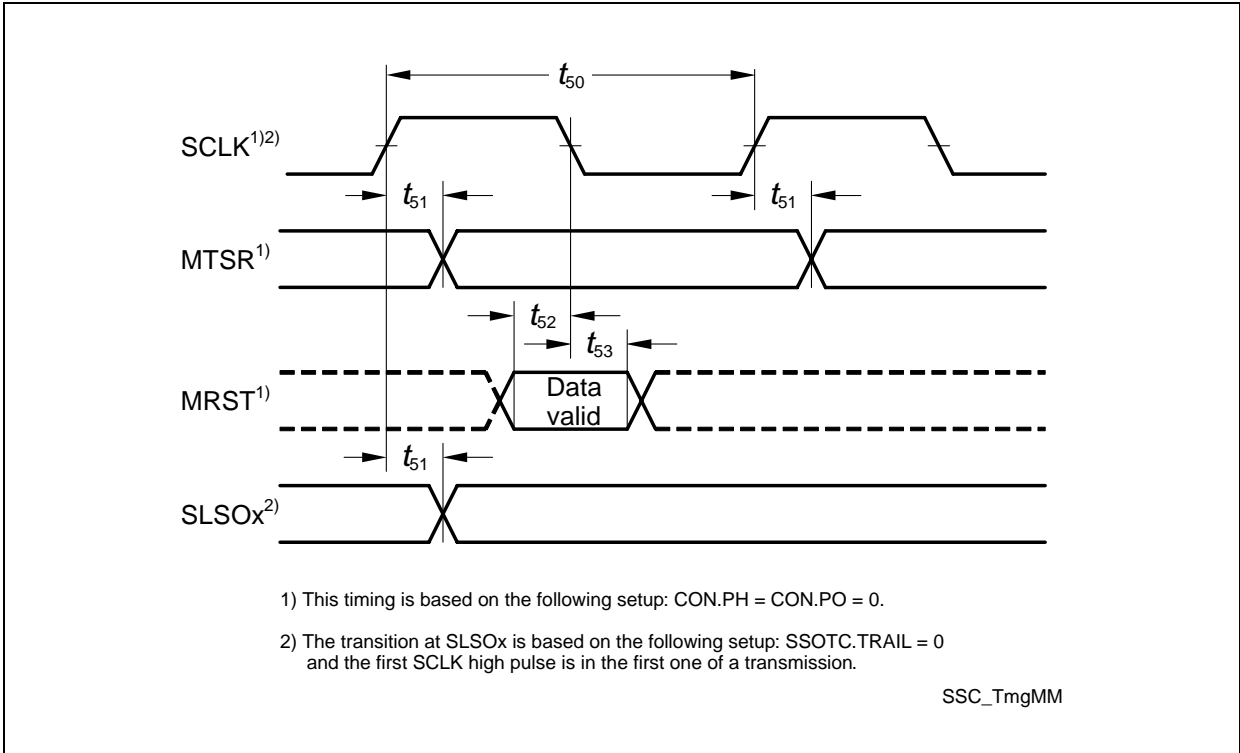 t50
SCLK1)2)
t51
t51
MTSR1)
t52
t53
MRST1)
Data
valid
t51
SLSOx2)
1) This timing is based on the following setup: CON.PH = CON.PO = 0.
2) The transition at SLSOx is based on the following setup: SSOTC.TRAIL = 0
and the first SCLK high pulse is in the first one of a transmission.
SSC_TmgMM